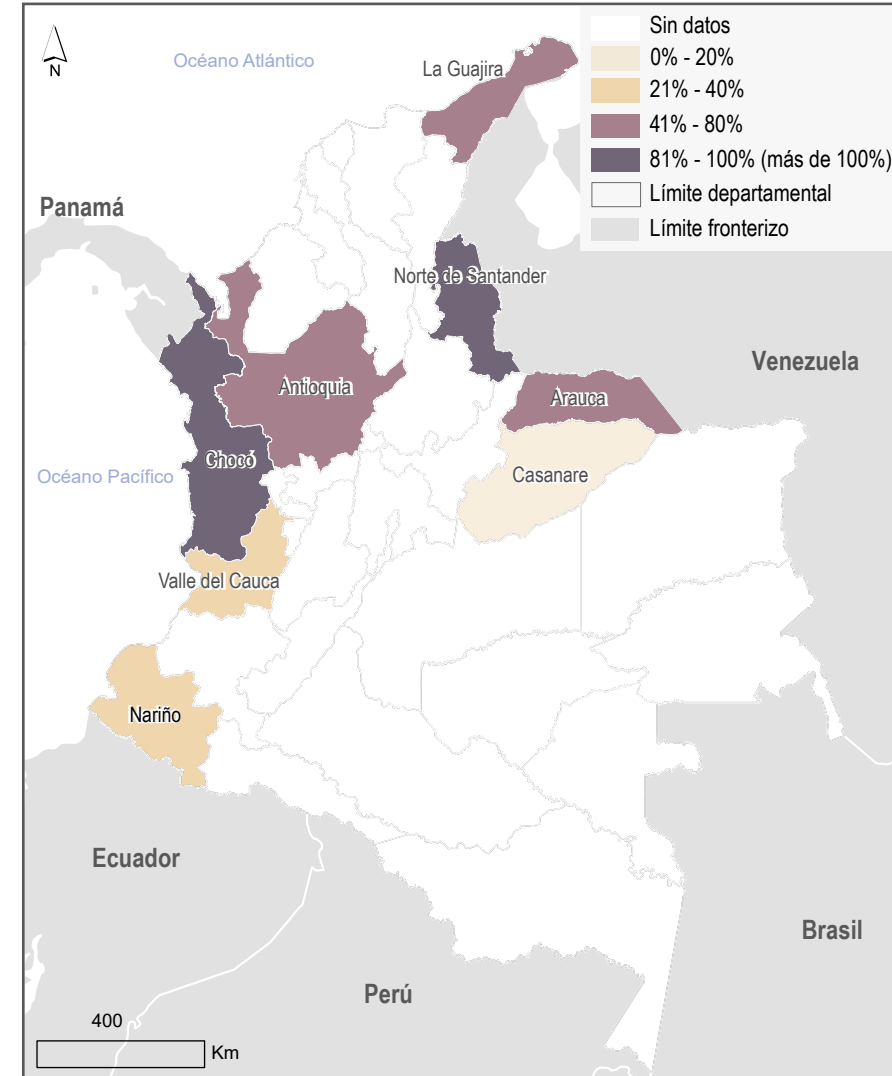 Sin datos
0% - 20%
21% - 40%
41% - 80%
81% - 100% (más de 100%)
Límite departamental
Límite fronterizo
N
Océano Atlántico
La Guajira
Panamá
Norte de Santander
Venezuela
Antioquia
Arauca
Chocó
Océano Pacífico
Casanare
Valle del Cauca
Nariño
Ecuador
Brasil
Perú
400
Km